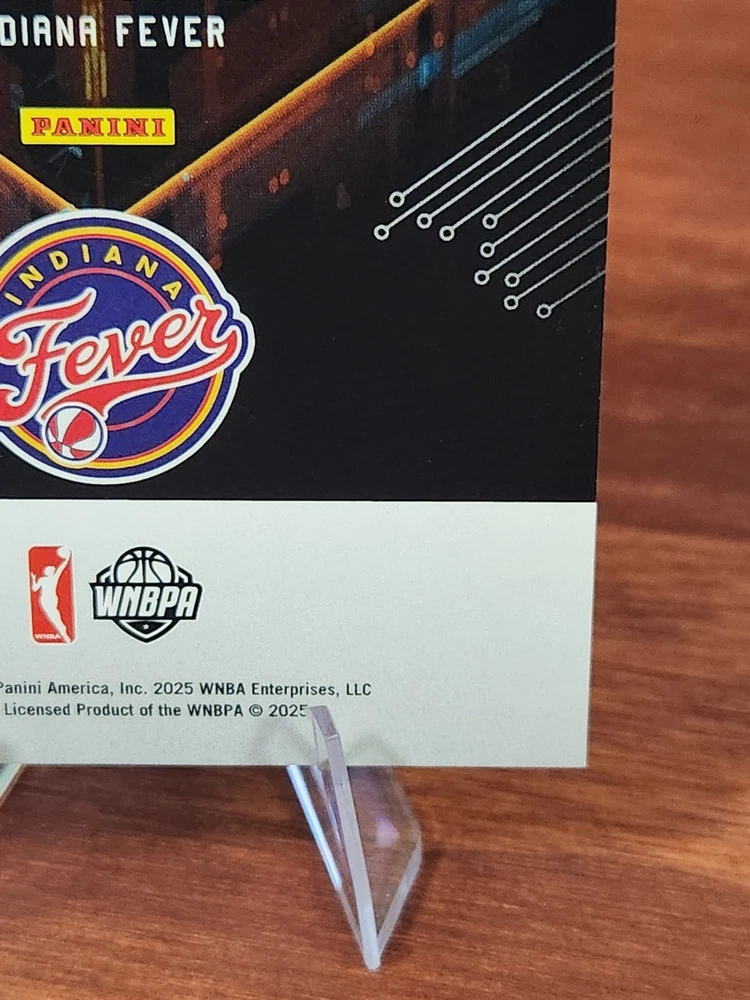 DIANA FEVER
PANINI
INDIANA
Fever
WNBA
WNBPA
Panini America, Inc. 2025 WNBA Enterprises, LLC
Licensed Product of the WNBPA © 2025